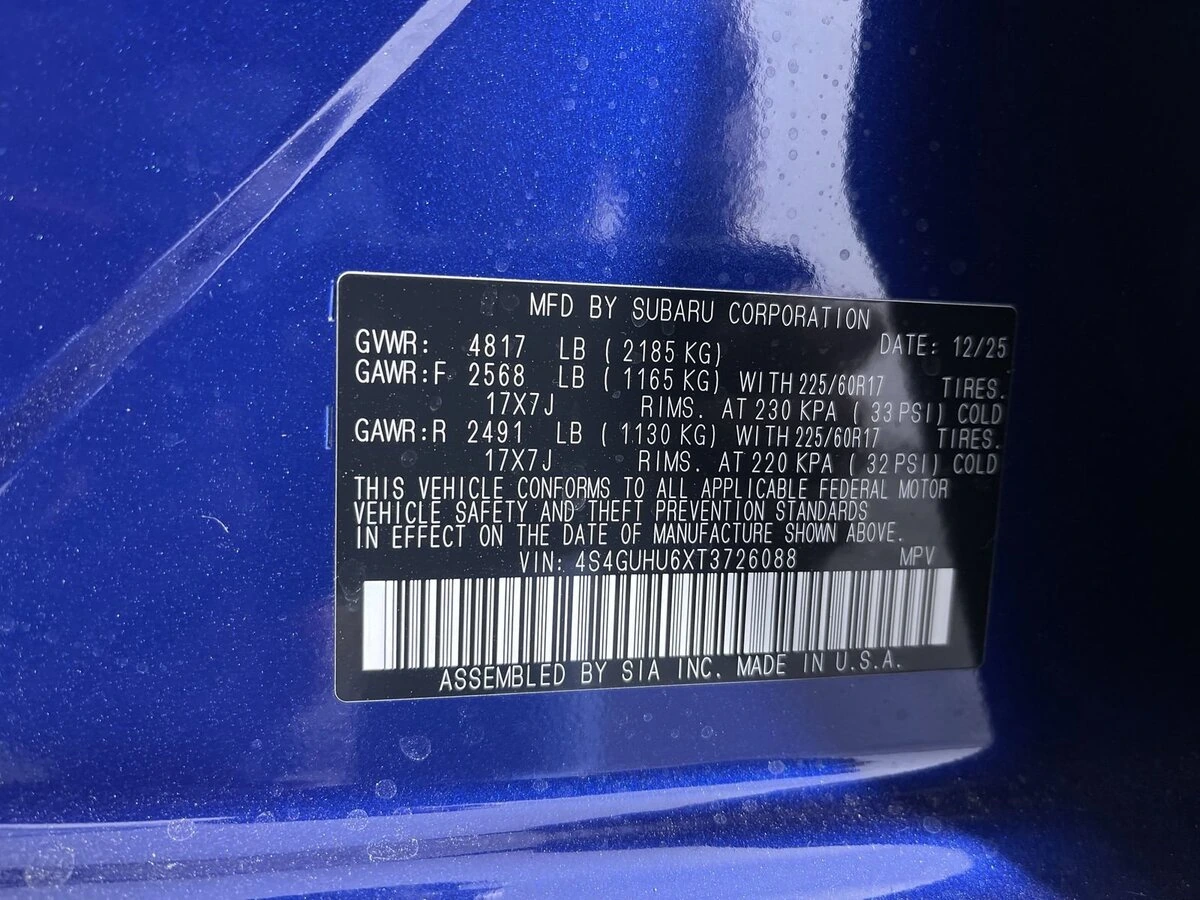 MFD BY SUBARU CORPORATION
GVWR: 4817 LB (2185 KG) DATE: 12/25
GAWR:F 2568 LB (1165 KG) WITH 225/60R17 TIRES.
17X7J RIMS. AT 230 KPA (33 PSI) COLD
GAWR:R 2491 LB (1130 KG) WITH 225/60R17 TIRES.
17X7J RIMS. AT 220 KPA (32 PSI) COLD
THIS VEHICLE CONFORMS TO ALL APPLICABLE FEDERAL MOTOR
VEHICLE SAFETY AND THEFT PREVENTION STANDARDS
IN EFFECT ON THE DATE OF MANUFACTURE SHOWN ABOVE.
VIN: 4S4GUHU6XT3726088 MPV
ASSEMBLED BY SIA INC. MADE IN U.S.A.